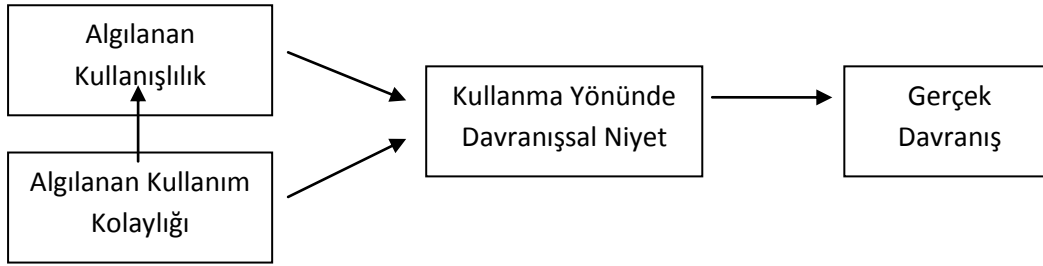 Algılanan
Kullanışlılık
Algılanan Kullanım
Kolaylığı
Kullanma Yönünde
Davranışsal Niyet
Gerçek
Davranış